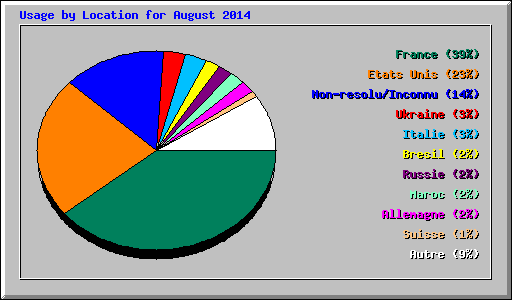 Usage by Location for August 2014
France (39%)
Etats Unis (23%)
Non-resolu/Inconnu (14%)
Ukraine (3%)
Italie (3%)
Bresil (2%)
Russie (2%)
Maroc (2%)
Allemagne (2%)
Suisse (1%)
Autre (9%)